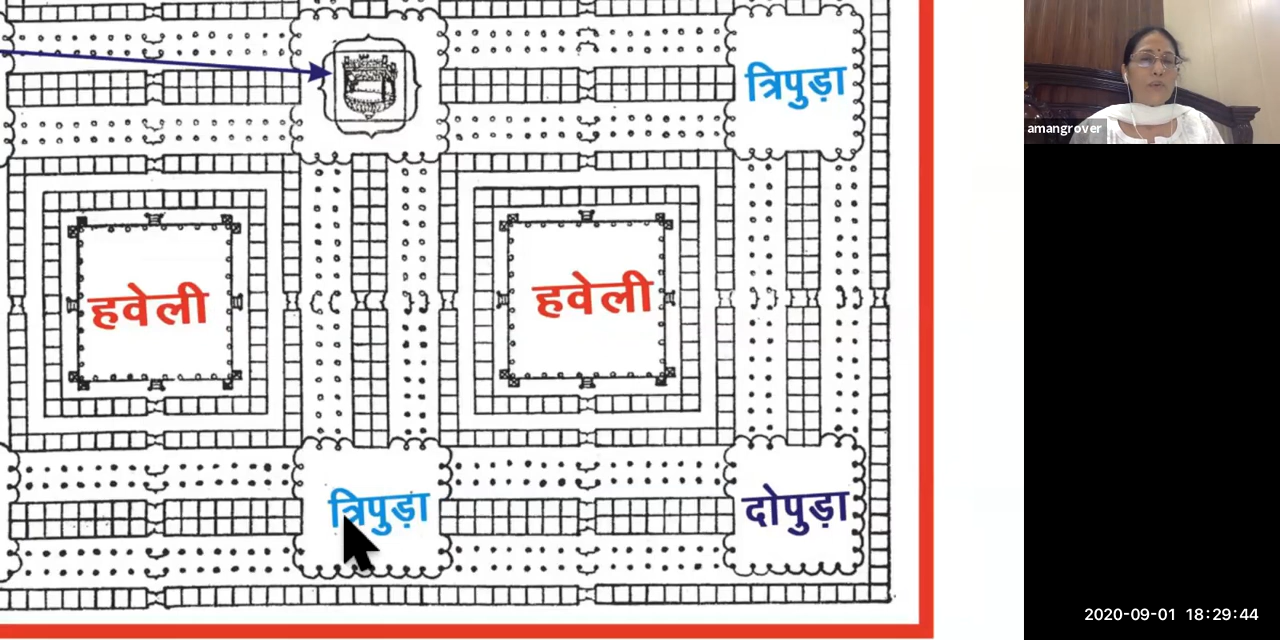 त्रिपुड़ा
amangrover
हवेली
हवेली
त्रिपुड़ा
दोपुड़ा
2020-09-01 18:29:44